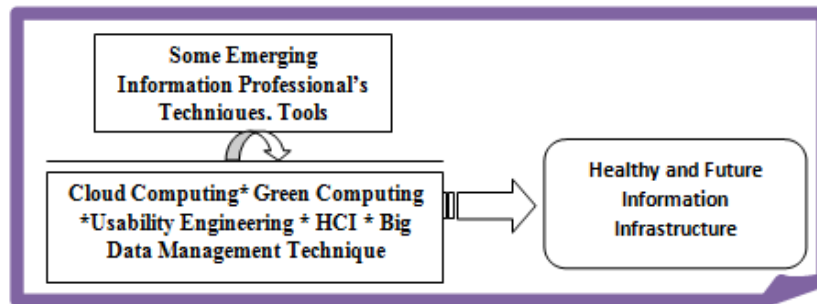 Some Emerging
Information Professional's
Techniques. Tools
Cloud Computing* Green Computing
*Usability Engineering * HCI * Big
Data Management Technique
Healthy and Future
Information
Infrastructure